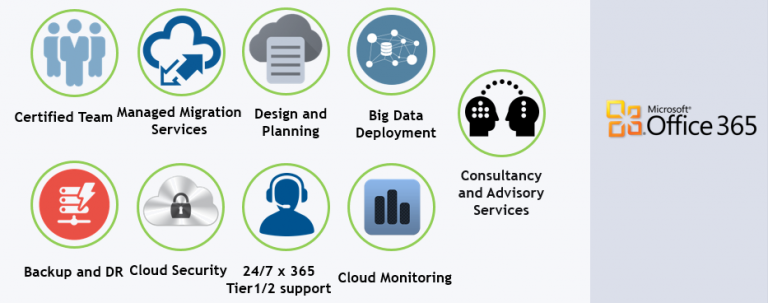 Certified Team
Managed Migration
Services
Design and
Planning
Big Data
Deployment
Consultancy
and Advisory
Services
Backup and DR
Cloud Security
24/7 x 365
Tier1/2 support
Cloud Monitoring
Microsoft®
Office 365